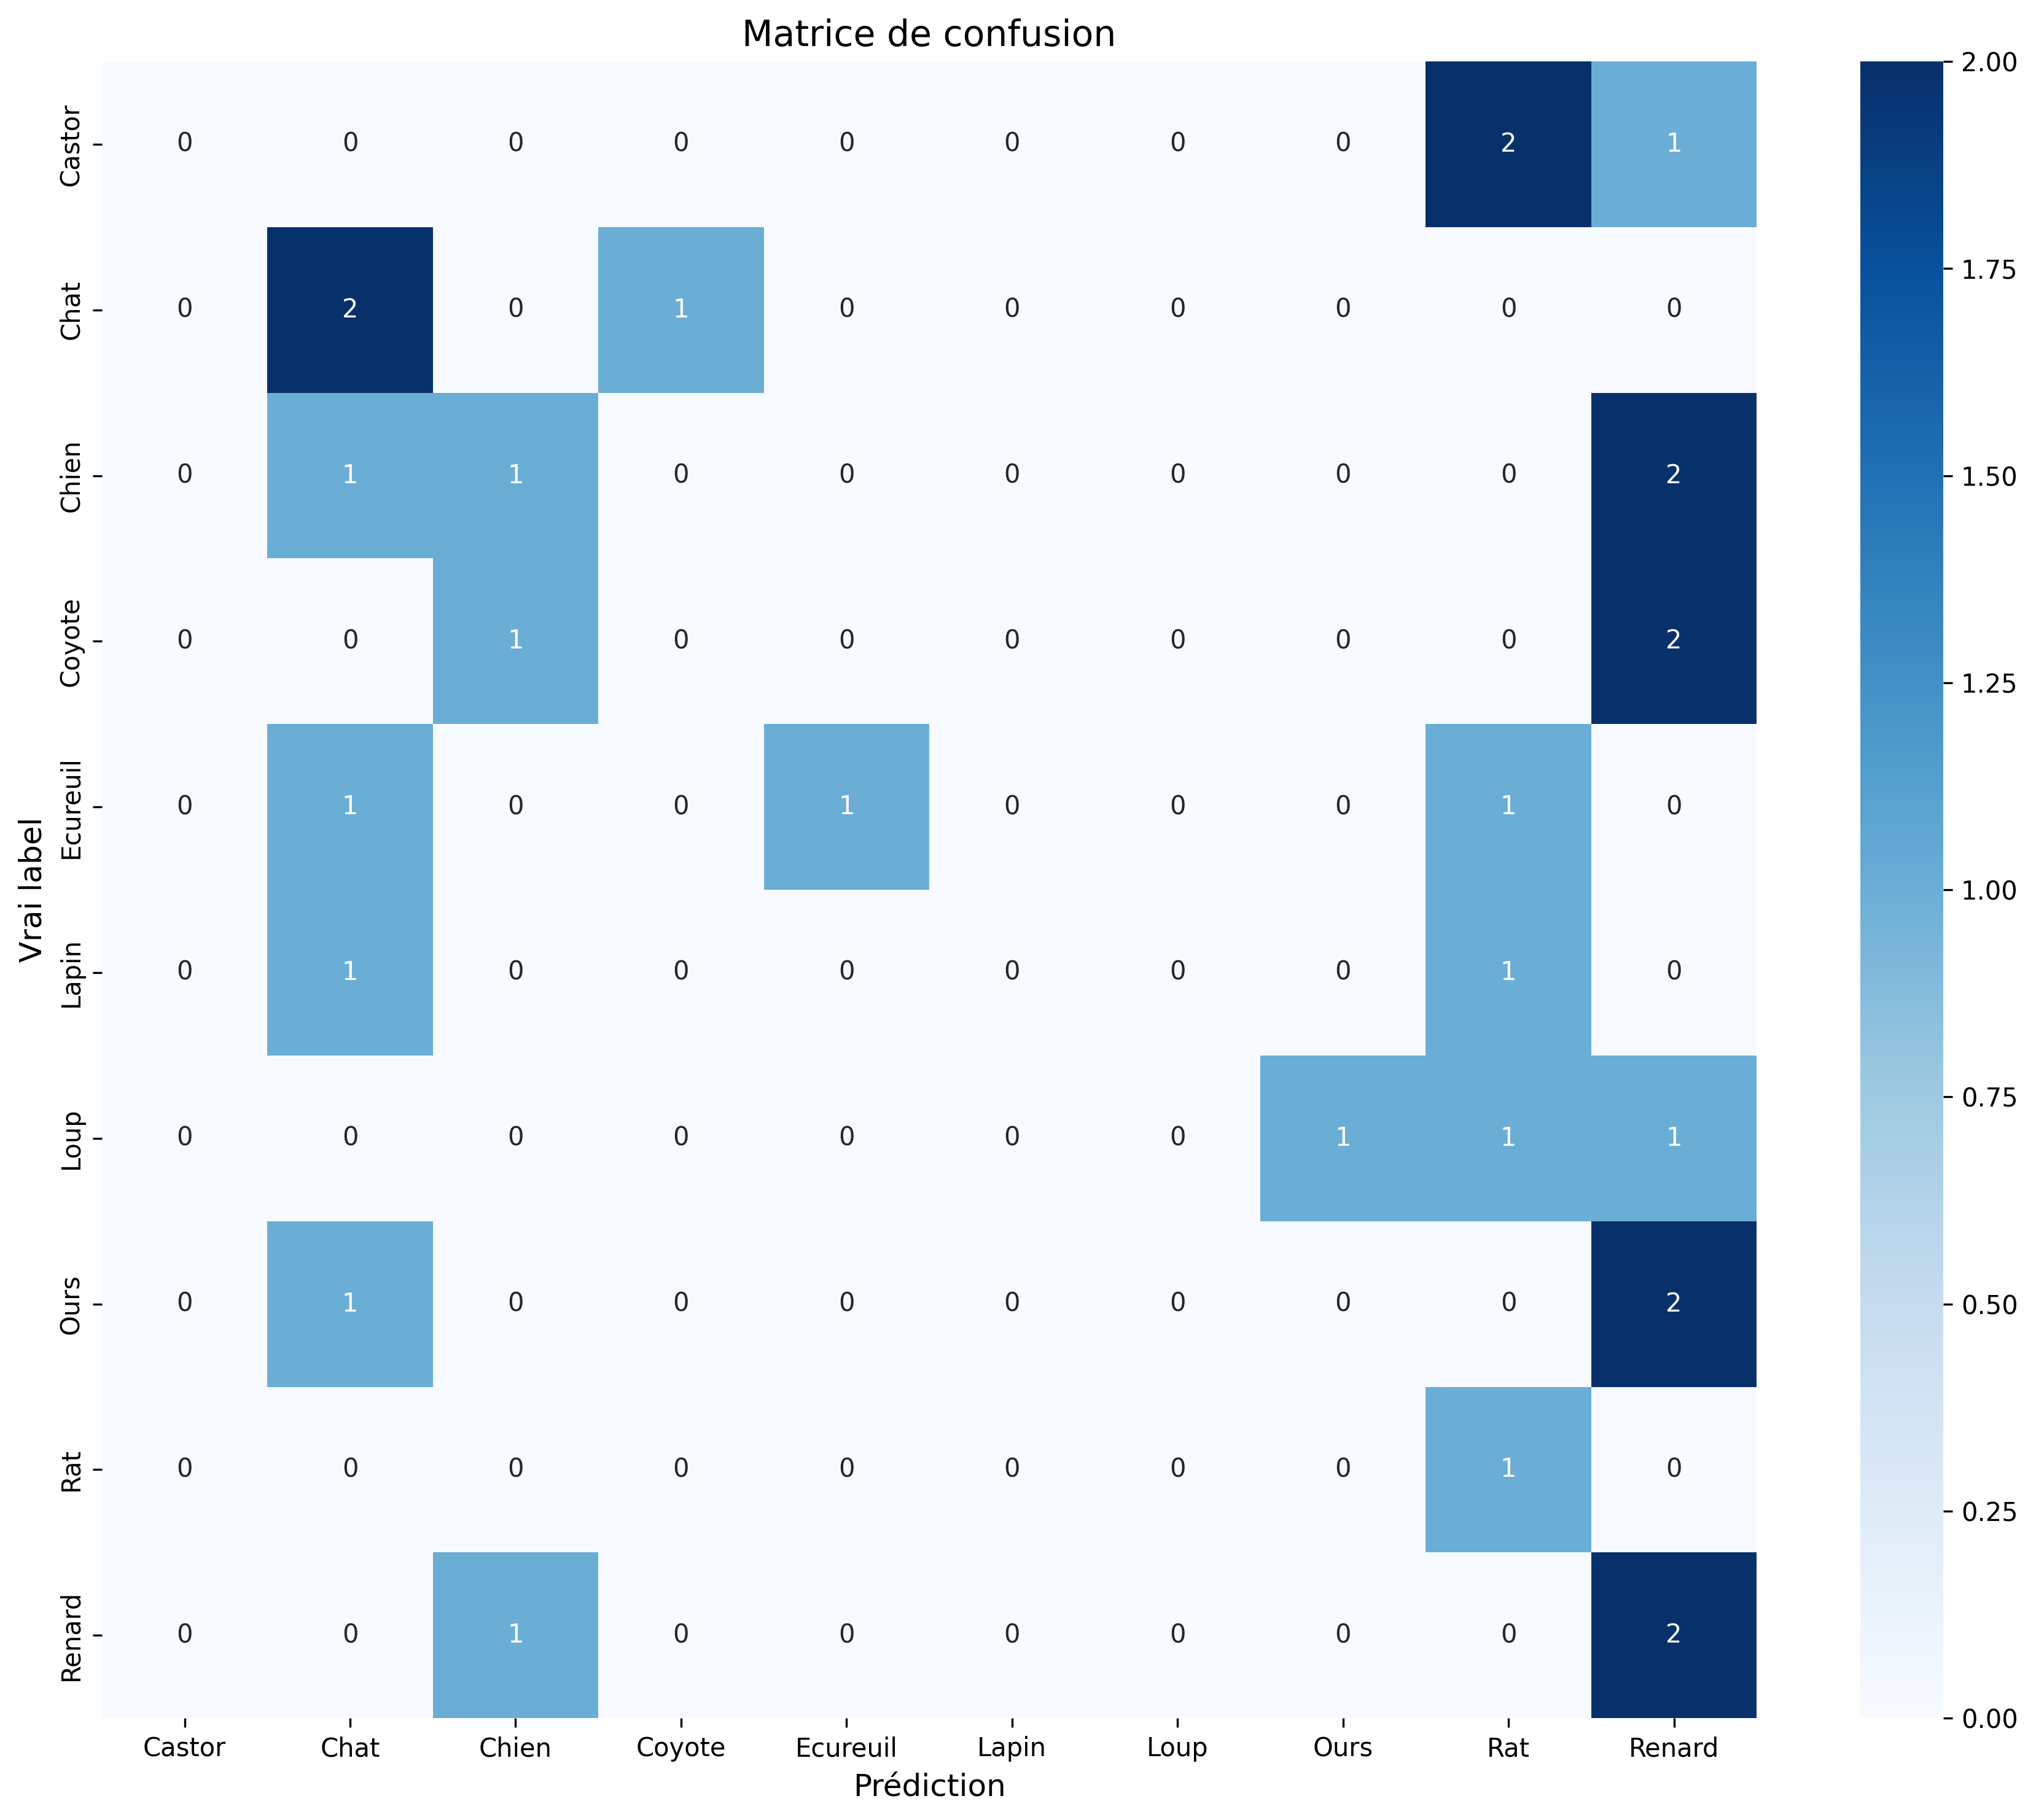 Matrice de confusion
Vrai label
Castor 0 0 0 0 0 0 0 0 2 1
Chat 0 2 0 1 0 0 0 0 0 0
Chien 0 1 1 0 0 0 0 0 0 2
Coyote 0 0 1 0 0 0 0 0 0 2
Ecureuil 0 1 0 0 1 0 0 0 1 0
Lapin 0 1 0 0 0 0 0 0 1 0
Loup 0 0 0 0 0 0 0 1 1 1
Ours 0 1 0 0 0 0 0 0 0 2
Rat 0 0 0 0 0 0 0 0 1 0
Renard 0 0 1 0 0 0 0 0 0 2
Castor Chat Chien Coyote Ecureuil Lapin Loup Ours Rat Renard
Prédiction
2.00
1.75
1.50
1.25
1.00
0.75
0.50
0.25
0.00